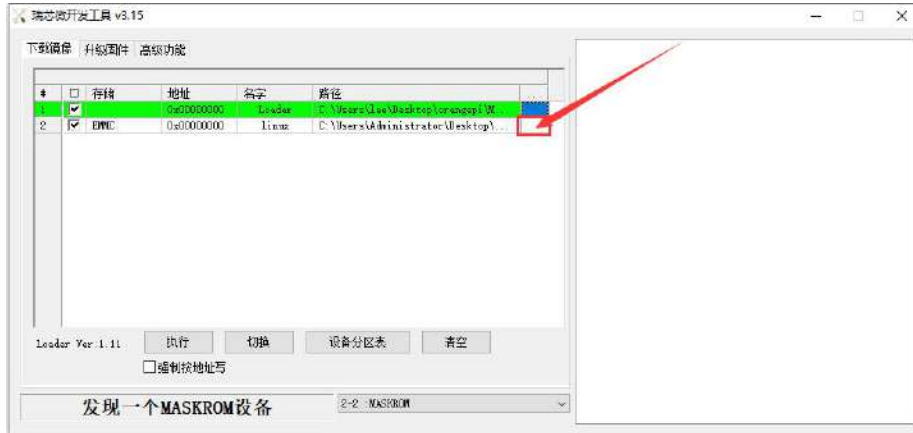 瑞芯微开发工具 v3.15
下载镜像 升级固件 高级功能
# 存储 地址 名字 路径 ...
1 0x00000000 Loader C:\Users\lee\Desktop\orangepi\M...
2 EMMC 0x00000000 linux C:\Users\Administrator\Desktop\...
Loader Ver:1.11 执行 切换 设备分区表 清空
强制按地址写
发现一个MASKROM设备 2-2 :MASKROM